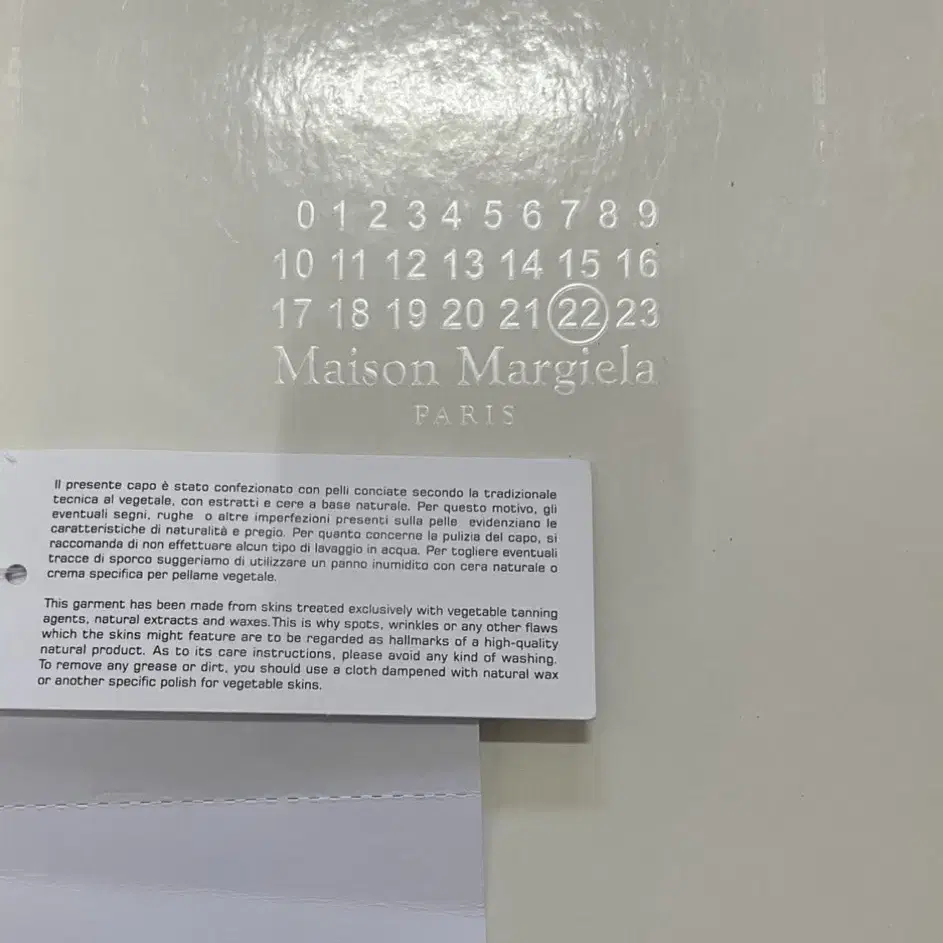 0 1 2 3 4 5 6 7 8 9
10 11 12 13 14 15 16
17 18 19 20 21 22 23
Maison Margiela
PARIS
Il presente capo è stato confezionato con pelli conciate secondo la tradizionale
tecnica al vegetale, con estratti e cere a base naturale. Per questo motivo, gli
eventuali segni, rughe o altre imperfezioni presenti sulla pelle evidenziano le
caratteristiche di naturalità e pregio. Per quanto concerne la pulizia del capo, si
raccomanda di non effettuare alcun tipo di lavaggio in acqua. Per togliere eventuali
tracce di sporco suggeriamo di utilizzare un panno inumidito con cera naturale o
crema specifica per pellame vegetale.
This garment has been made from skins treated exclusively with vegetable tanning
agents, natural extracts and waxes. This is why spots, wrinkles or any other flaws
which the skins might feature are to be regarded as hallmarks of a high-quality
natural product. As to its care instructions, please avoid any kind of washing.
To remove any grease or dirt, you should use a cloth dampened with natural wax
or another specific polish for vegetable skins.